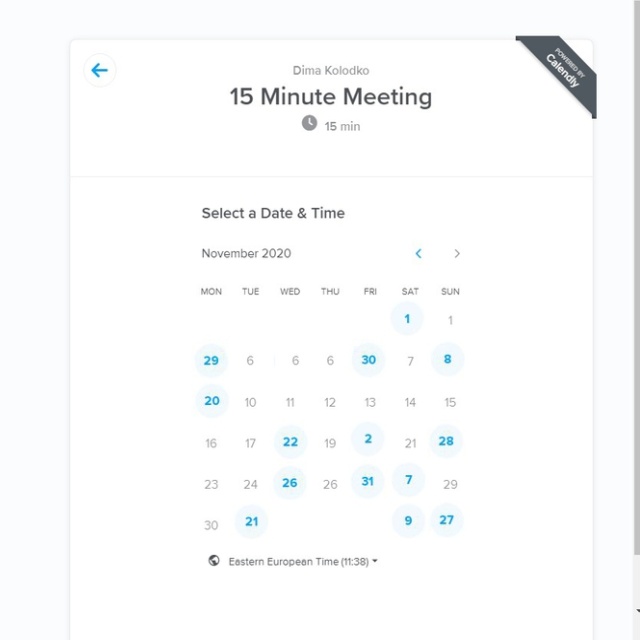 POWERED BY
Calendly
Dima Kolodko
15 Minute Meeting
15 min
Select a Date & Time
November 2020
MON TUE WED THU FRI SAT SUN
1 1
29 6 6 6 30 7 8
20 10 11 12 13 14 15
16 17 22 19 2 21 28
23 24 26 26 31 7 29
30 21 9 27
Eastern European Time (11:38)